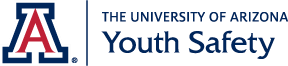 A®
THE UNIVERSITY OF ARIZONA
Youth Safety